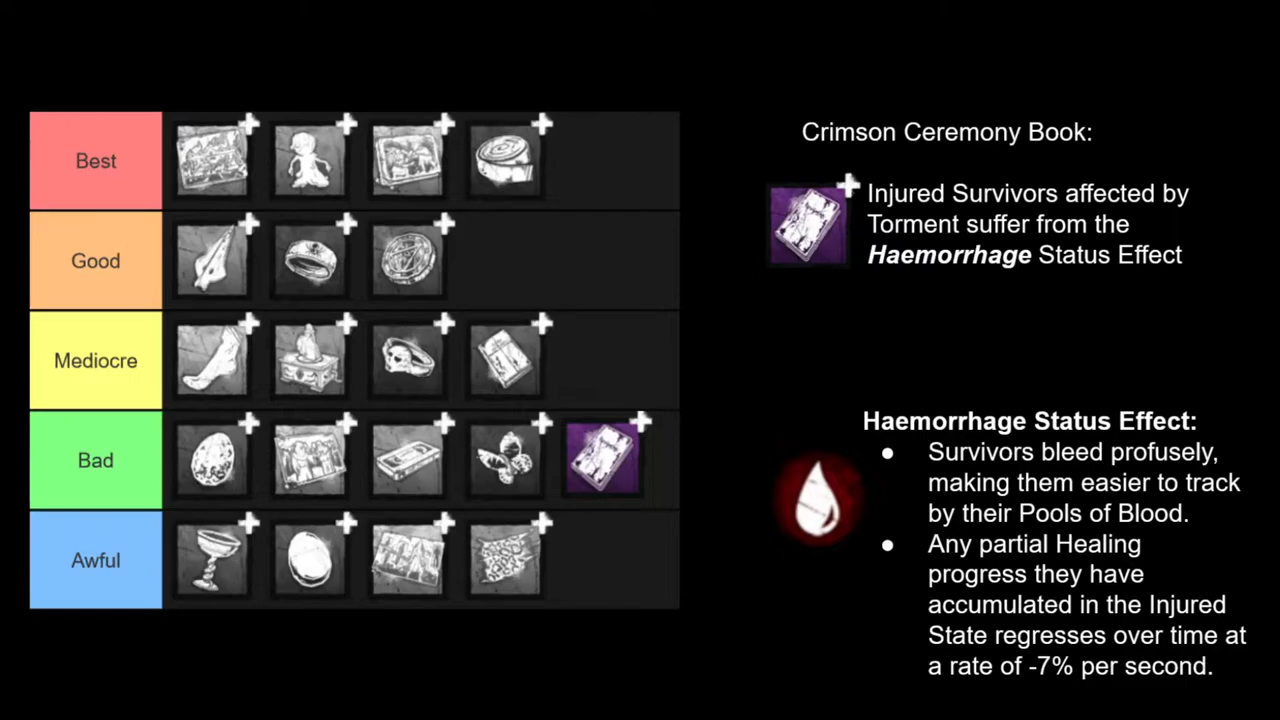 Best
Good
Mediocre
Bad
Awful
Crimson Ceremony Book:
Injured Survivors affected by
Torment suffer from the
Haemorrhage Status Effect
Haemorrhage Status Effect:
● Survivors bleed profusely,
making them easier to track
by their Pools of Blood.
● Any partial Healing
progress they have
accumulated in the Injured
State regresses over time at
a rate of -7% per second.